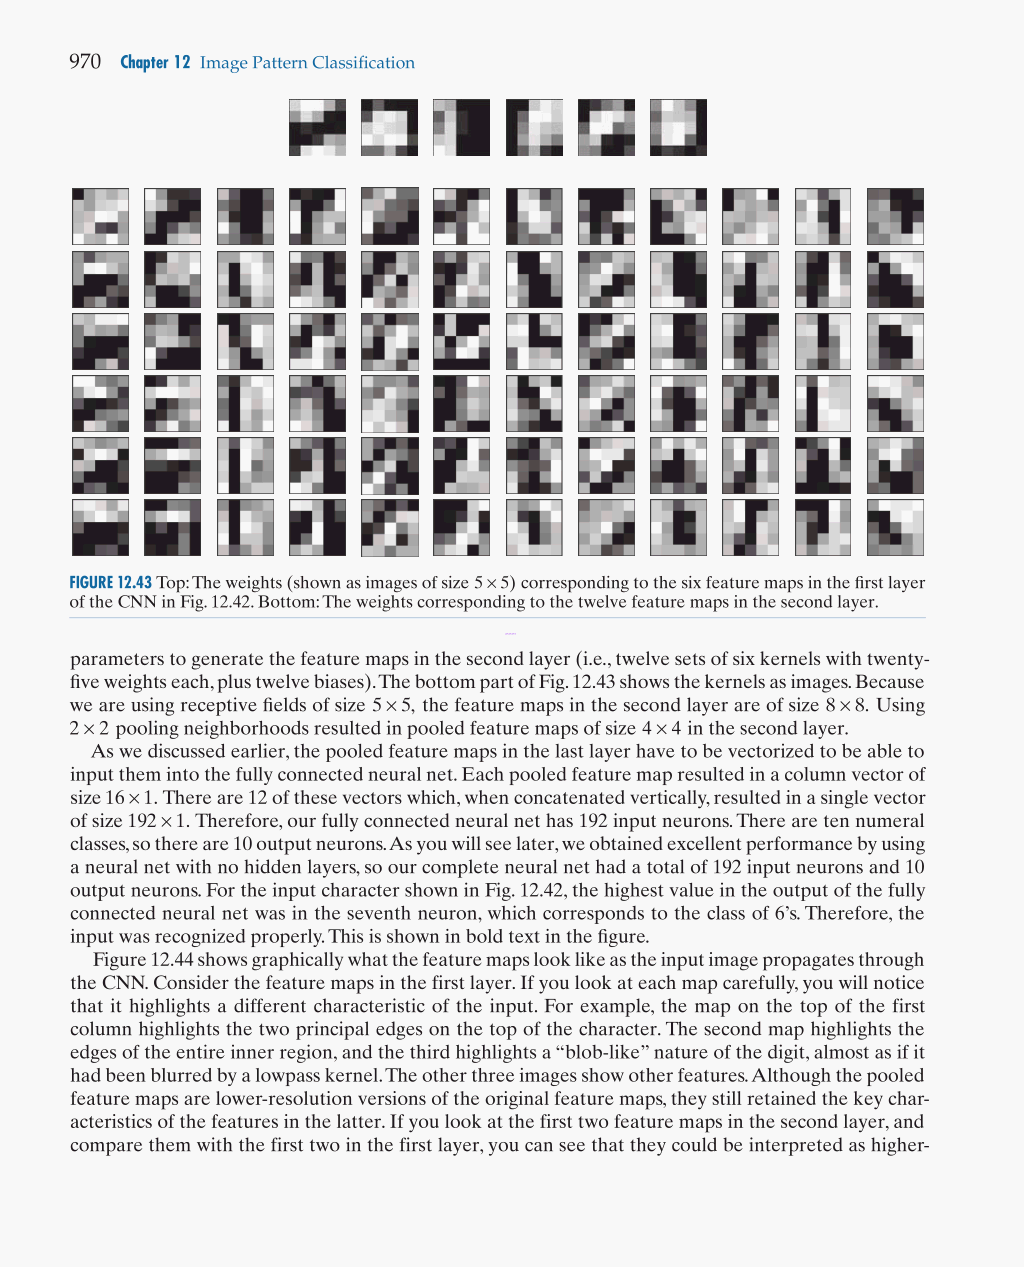 970 Chapter 12 Image Pattern Classification
FIGURE 12.43 Top: The weights (shown as images of size 5 × 5) corresponding to the six feature maps in the first layer
of the CNN in Fig. 12.42. Bottom: The weights corresponding to the twelve feature maps in the second layer.
parameters to generate the feature maps in the second layer (i.e., twelve sets of six kernels with twenty-
five weights each, plus twelve biases). The bottom part of Fig. 12.43 shows the kernels as images. Because
we are using receptive fields of size 5 × 5, the feature maps in the second layer are of size 8 × 8. Using
2 × 2 pooling neighborhoods resulted in pooled feature maps of size 4 × 4 in the second layer.
As we discussed earlier, the pooled feature maps in the last layer have to be vectorized to be able to
input them into the fully connected neural net. Each pooled feature map resulted in a column vector of
size 16 × 1. There are 12 of these vectors which, when concatenated vertically, resulted in a single vector
of size 192 × 1. Therefore, our fully connected neural net has 192 input neurons. There are ten numeral
classes, so there are 10 output neurons. As you will see later, we obtained excellent performance by using
a neural net with no hidden layers, so our complete neural net had a total of 192 input neurons and 10
output neurons. For the input character shown in Fig. 12.42, the highest value in the output of the fully
connected neural net was in the seventh neuron, which corresponds to the class of 6’s. Therefore, the
input was recognized properly. This is shown in bold text in the figure.
Figure 12.44 shows graphically what the feature maps look like as the input image propagates through
the CNN. Consider the feature maps in the first layer. If you look at each map carefully, you will notice
that it highlights a different characteristic of the input. For example, the map on the top of the first
column highlights the two principal edges on the top of the character. The second map highlights the
edges of the entire inner region, and the third highlights a “blob-like” nature of the digit, almost as if it
had been blurred by a lowpass kernel. The other three images show other features. Although the pooled
feature maps are lower-resolution versions of the original feature maps, they still retained the key char-
acteristics of the features in the latter. If you look at the first two feature maps in the second layer, and
compare them with the first two in the first layer, you can see that they could be interpreted as higher-